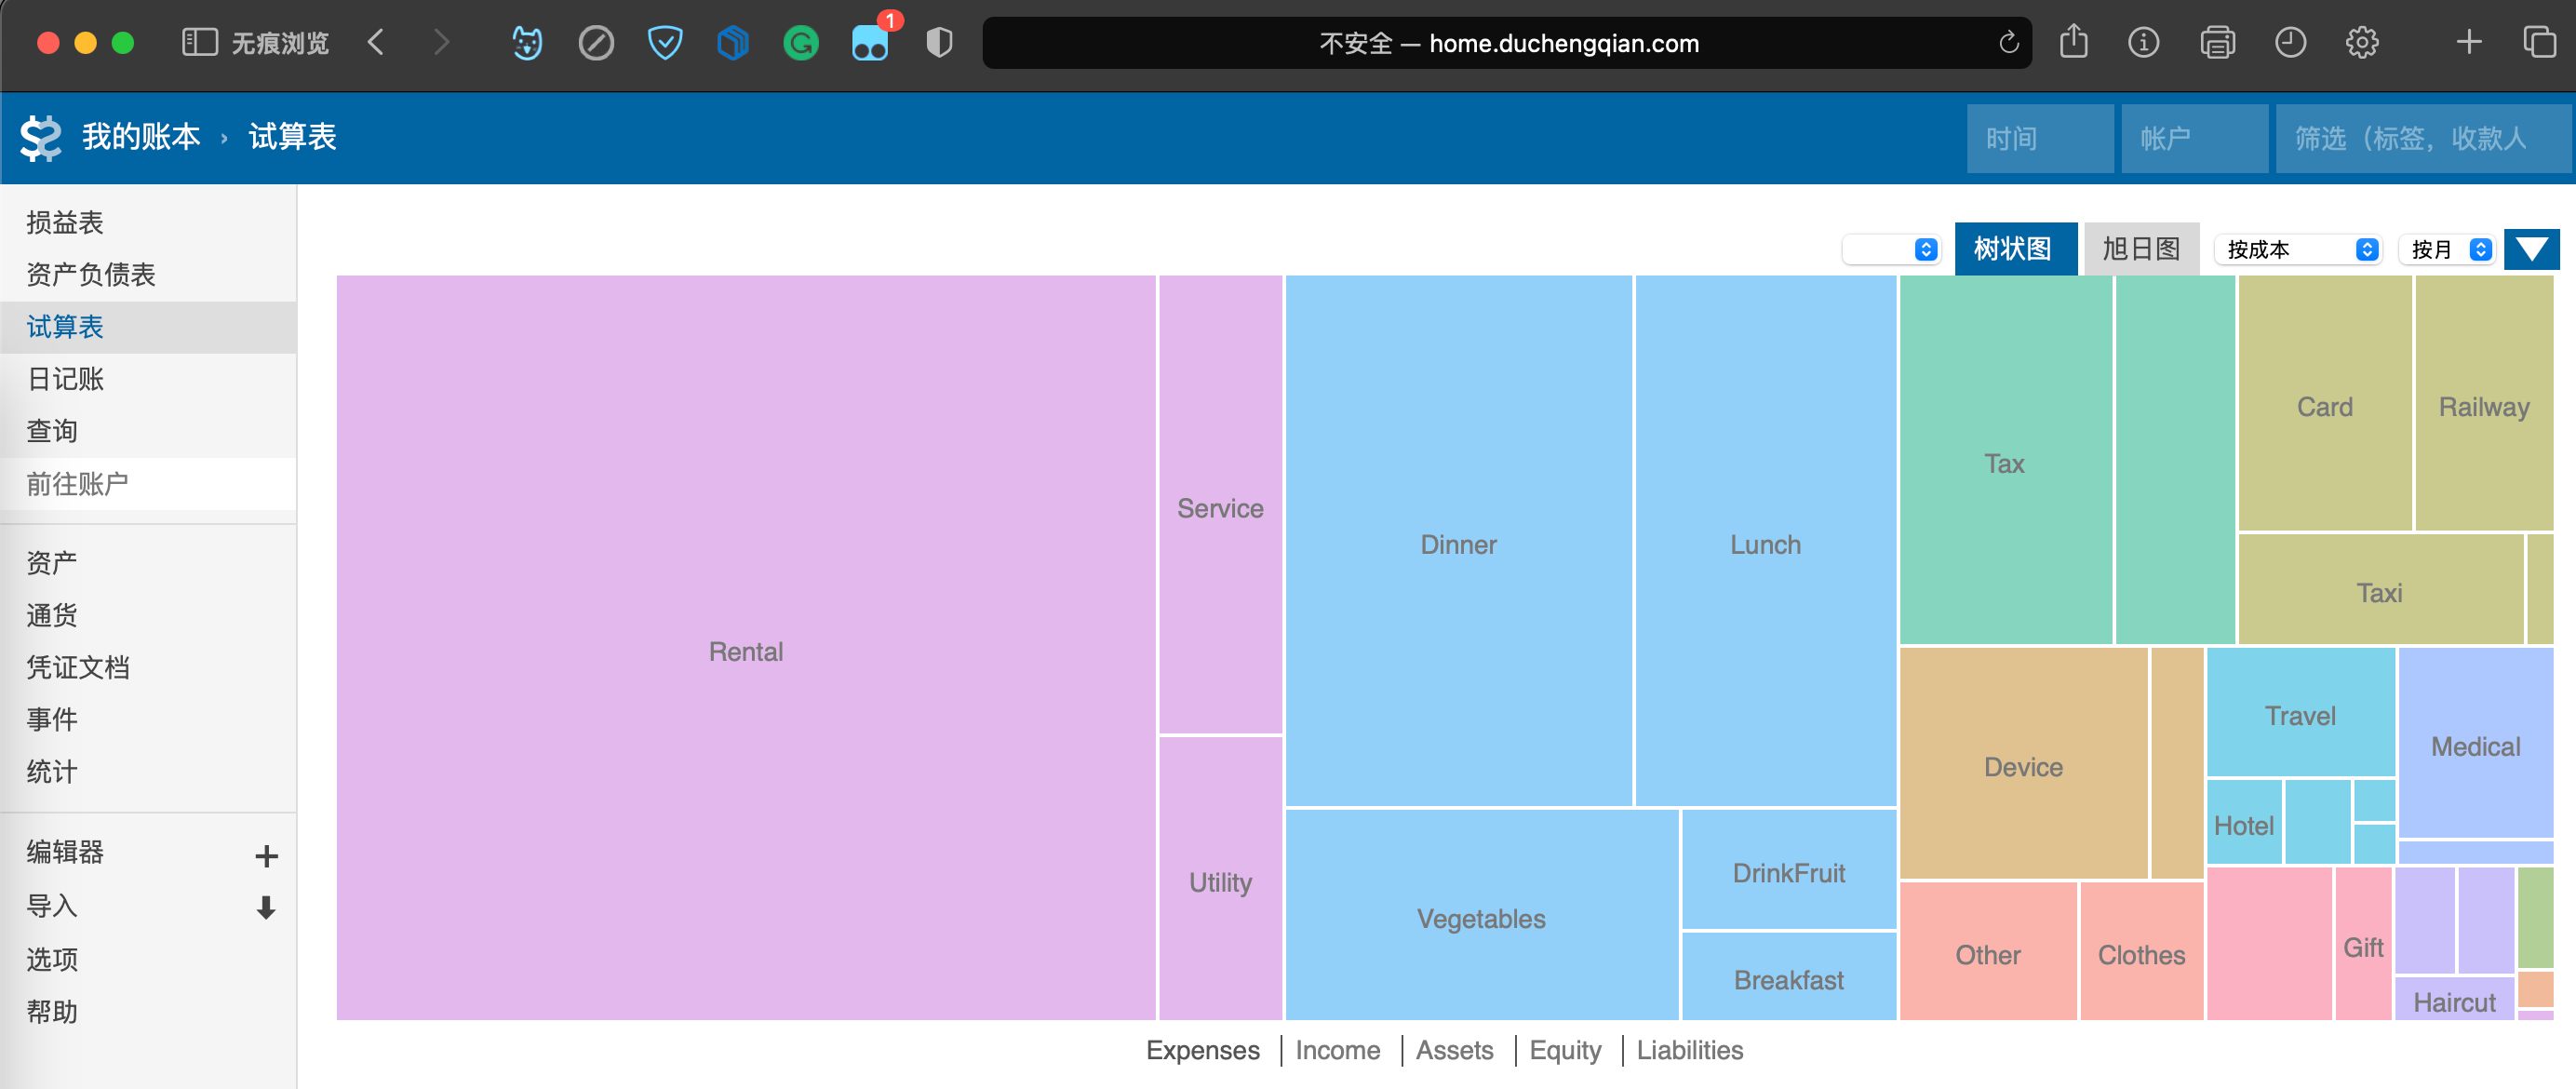 无痕浏览
1
不安全 — home.duchengqian.com
我的账本 › 试算表
时间
帐户
筛选（标签，收款人
损益表
资产负债表
试算表
日记账
查询
前往账户
资产
通货
凭证文档
事件
统计
编辑器
导入
选项
帮助
树状图
旭日图
按成本
按月
Rental
Service
Utility
Dinner
Lunch
Vegetables
DrinkFruit
Breakfast
Tax
Card
Railway
Taxi
Device
Travel
Hotel
Medical
Other
Clothes
Gift
Haircut
Expenses
Income
Assets
Equity
Liabilities